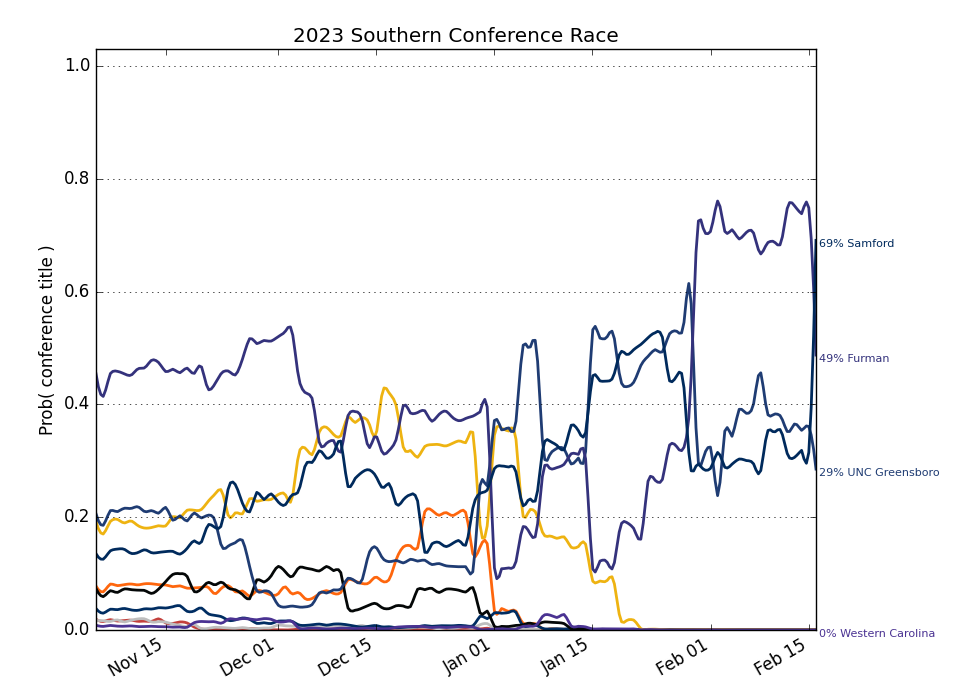 2023 Southern Conference Race
Prob( conference title )
1.0
0.8
0.6
0.4
0.2
0.0
69% Samford
49% Furman
29% UNC Greensboro
0% Western Carolina
Nov 15
Dec 01
Dec 15
Jan 01
Jan 15
Feb 01
Feb 15